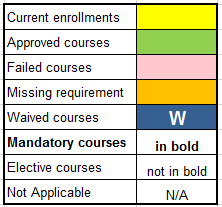 Current enrollments
Approved courses
Failed courses
Missing requirement
Waived courses W
Mandatory courses in bold
Elective courses not in bold
Not Applicable N/A